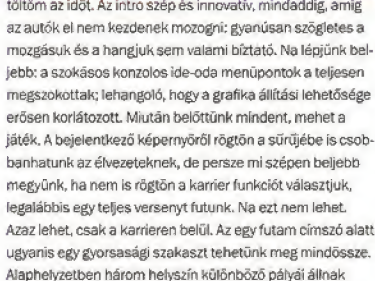 töltöm az időt. Az intro szép és innovatív, mindaddig, amíg
az autók el nem kezdenek mozogni: gyanúsan szögletes a
mozgásuk és a hangjuk sem valami bíztató. Na lépjünk bel-
jebb: a szokásos konzolos ide-oda menüpontok a teljesen
megszokottak; lehangoló, hogy a grafika állítási lehetősége
erősen korlátozott. Miután belőttünk mindent, mehet a
játék. A bejelentkező képernyőről rögtön a sűrűjébe is csob-
banhatunk az élvezeteknek, de persze mi szépen beljebb
megyünk, ha nem is rögtön a karrier funkciót választjuk,
legalábbis egy teljes versenyt futunk. Na ezt nem lehet.
Azaz lehet, csak a karrieren belül. Az egy futam címszó alatt
ugyanis egy gyorsasági szakaszt tehetünk meg mindössze.
Alaphelyzetben három helyszín különböző pályái állnak